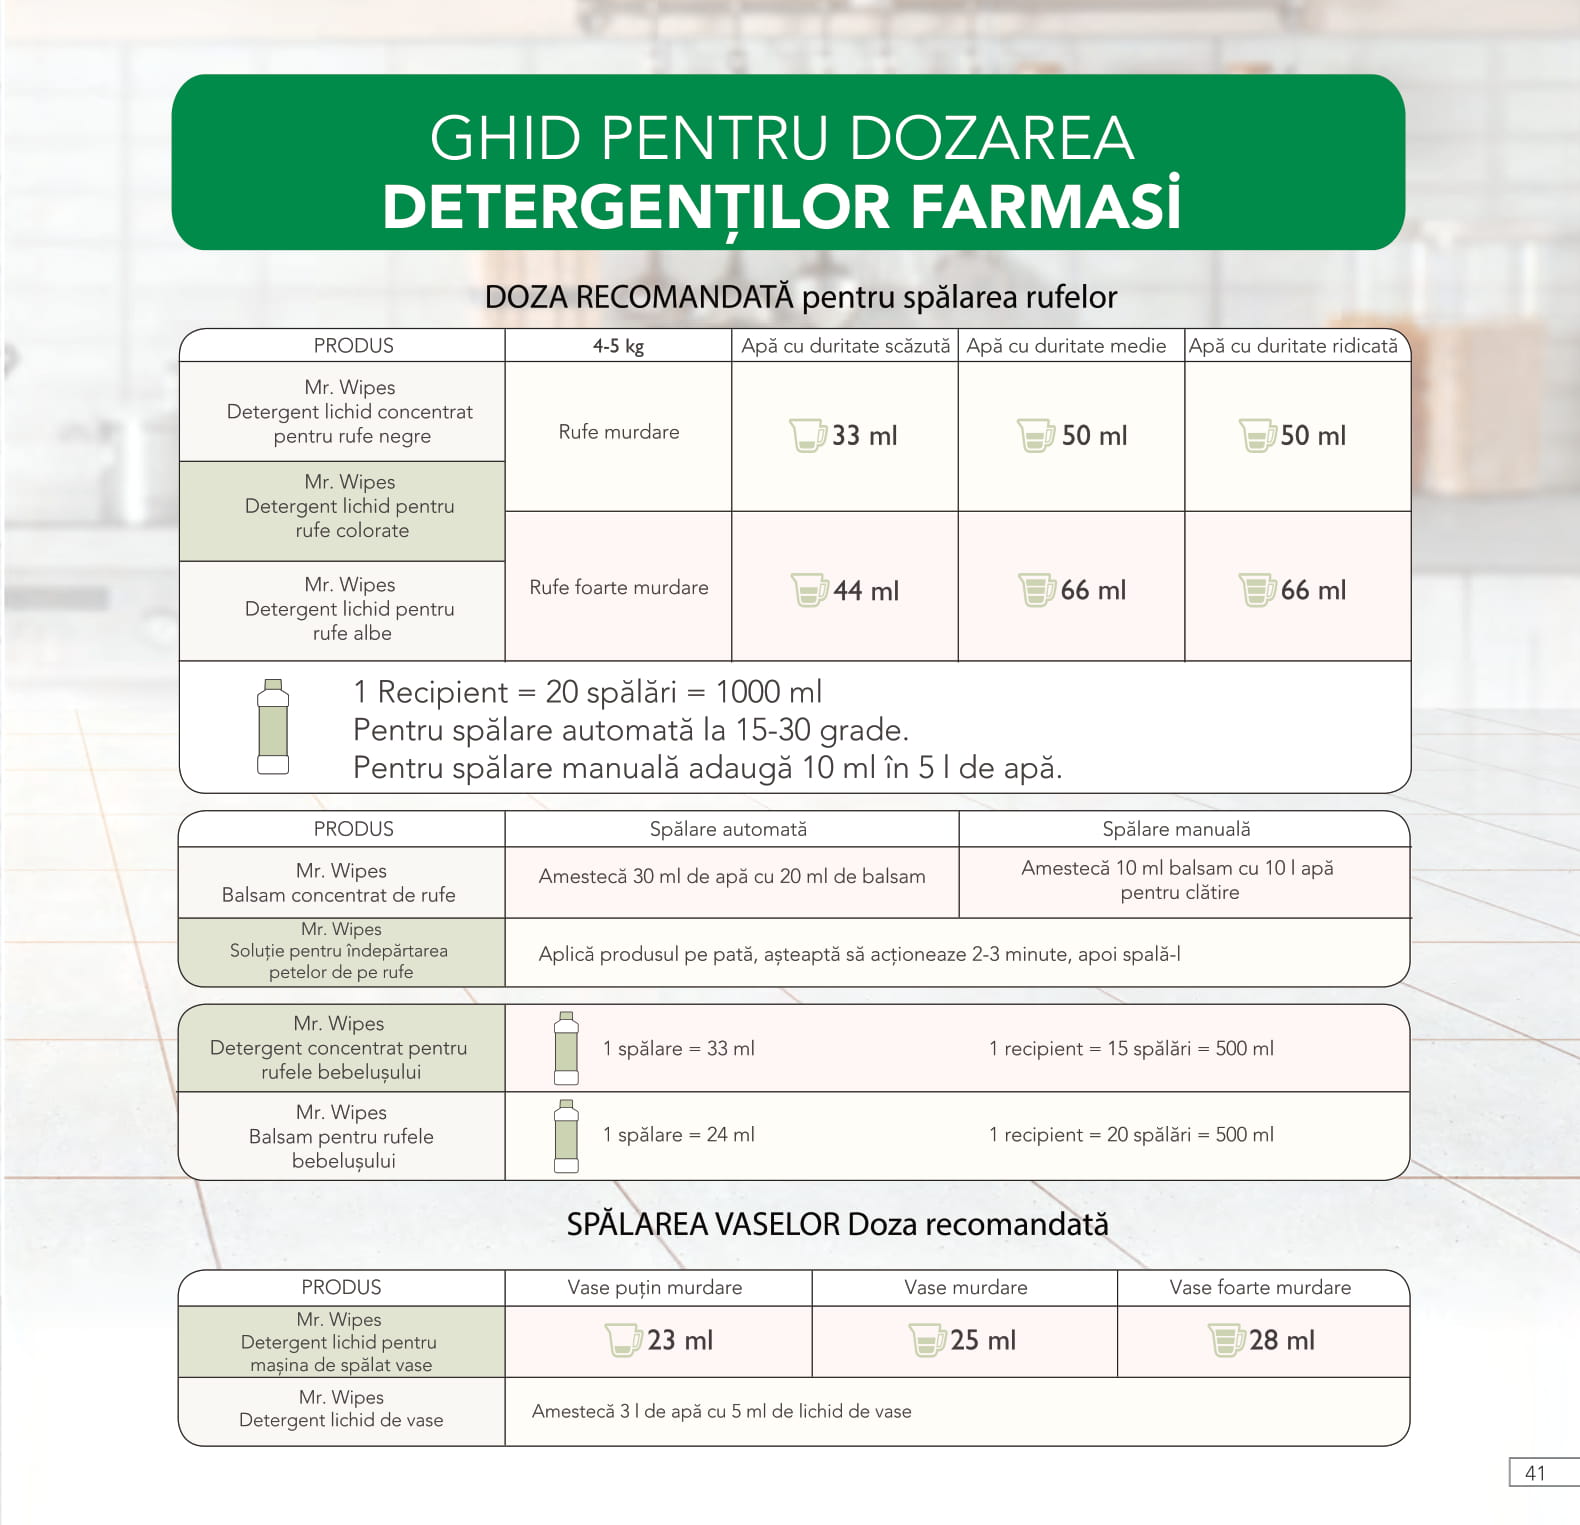 GHID PENTRU DOZAREA
DETERGENȚILOR FARMASİ
DOZA RECOMANDATĂ pentru spălarea rufelor
PRODUS 4-5 kg Apă cu duritate scăzută Apă cu duritate medie Apă cu duritate ridicată
Mr. Wipes
Detergent lichid concentrat
pentru rufe negre
Rufe murdare 33 ml 50 ml 50 ml
Mr. Wipes
Detergent lichid pentru
rufe colorate
Mr. Wipes
Detergent lichid pentru
rufe albe
Rufe foarte murdare 44 ml 66 ml 66 ml
1 Recipient = 20 spălări = 1000 ml
Pentru spălare automată la 15-30 grade.
Pentru spălare manuală adaugă 10 ml în 5 l de apă.
PRODUS Spălare automată Spălare manuală
Mr. Wipes
Balsam concentrat de rufe
Amestecă 30 ml de apă cu 20 ml de balsam
Amestecă 10 ml balsam cu 10 l apă
pentru clătire
Mr. Wipes
Soluție pentru îndepărtarea
petelor de pe rufe
Aplică produsul pe pată, așteaptă să acționeaze 2-3 minute, apoi spală-l
Mr. Wipes
Detergent concentrat pentru
rufele bebelușului
1 spălare = 33 ml 1 recipient = 15 spălări = 500 ml
Mr. Wipes
Balsam pentru rufele
bebelușului
1 spălare = 24 ml 1 recipient = 20 spălări = 500 ml
SPĂLAREA VASELOR Doza recomandată
PRODUS Vase puțin murdare Vase murdare Vase foarte murdare
Mr. Wipes
Detergent lichid pentru
mașina de spălat vase
23 ml 25 ml 28 ml
Mr. Wipes
Detergent lichid de vase
Amestecă 3 l de apă cu 5 ml de lichid de vase
41